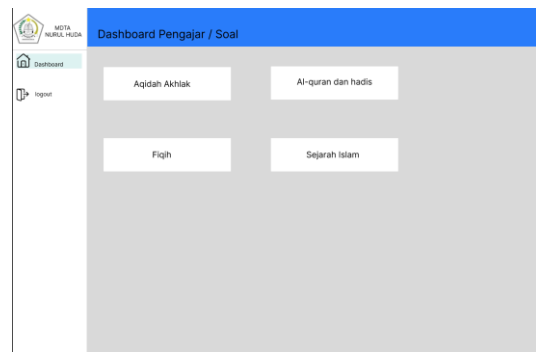 MDTA
NURUL HUDA
Dashboard Pengajar / Soal
Dashboard
logout
Aqidah Akhlak
Al-quran dan hadis
Fiqih
Sejarah Islam